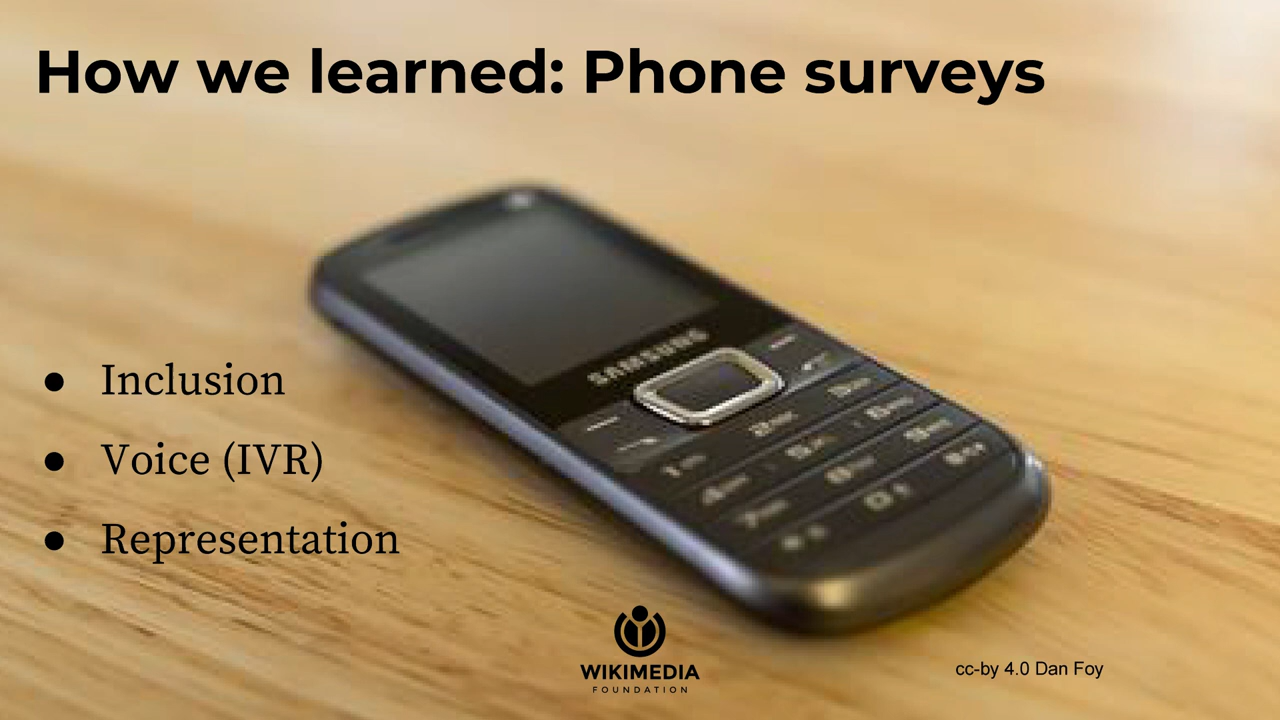 How we learned: Phone surveys
● Inclusion
● Voice (IVR)
● Representation
SAMSUNG
WIKIMEDIA
FOUNDATION
cc-by 4.0 Dan Foy